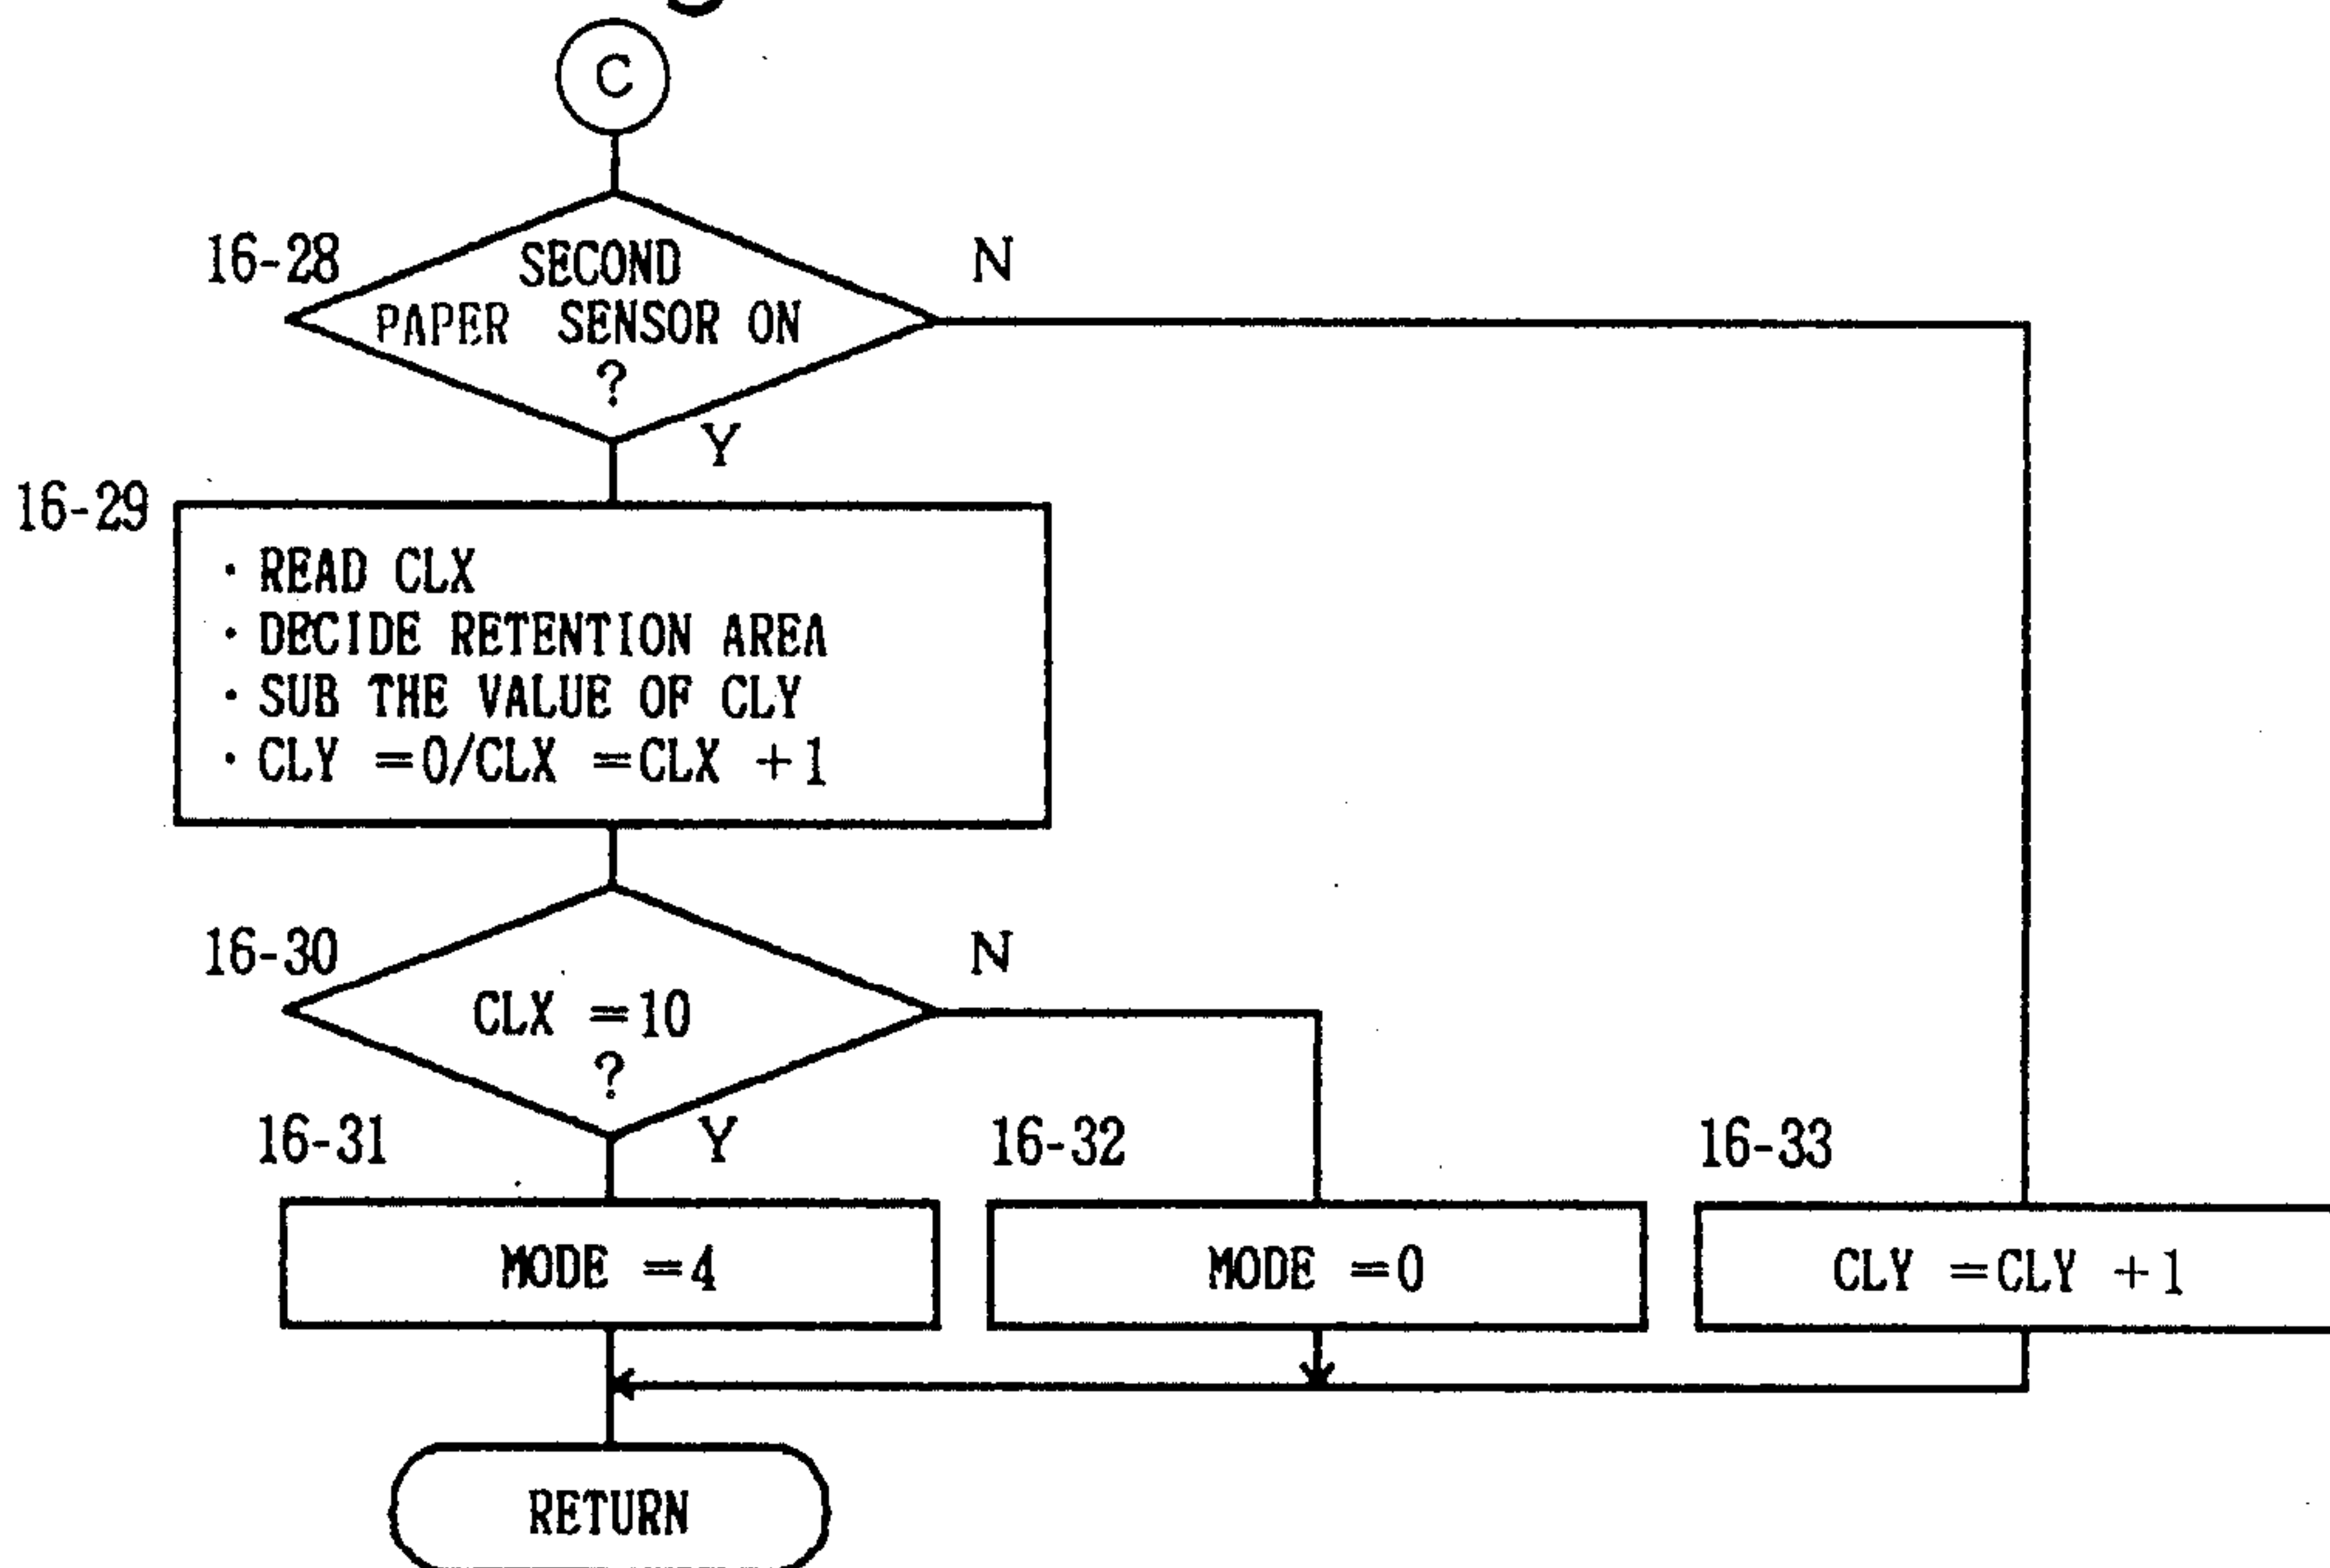 C
16-28
SECOND
PAPER SENSOR ON
?
N
Y
16-29
· READ CLX
· DECIDE RETENTION AREA
· SUB THE VALUE OF CLY
· CLY =0/CLX =CLX +1
16-30
CLX =10
?
N
Y
16-31
16-32
16-33
MODE =4
MODE =0
CLY =CLY +1
RETURN